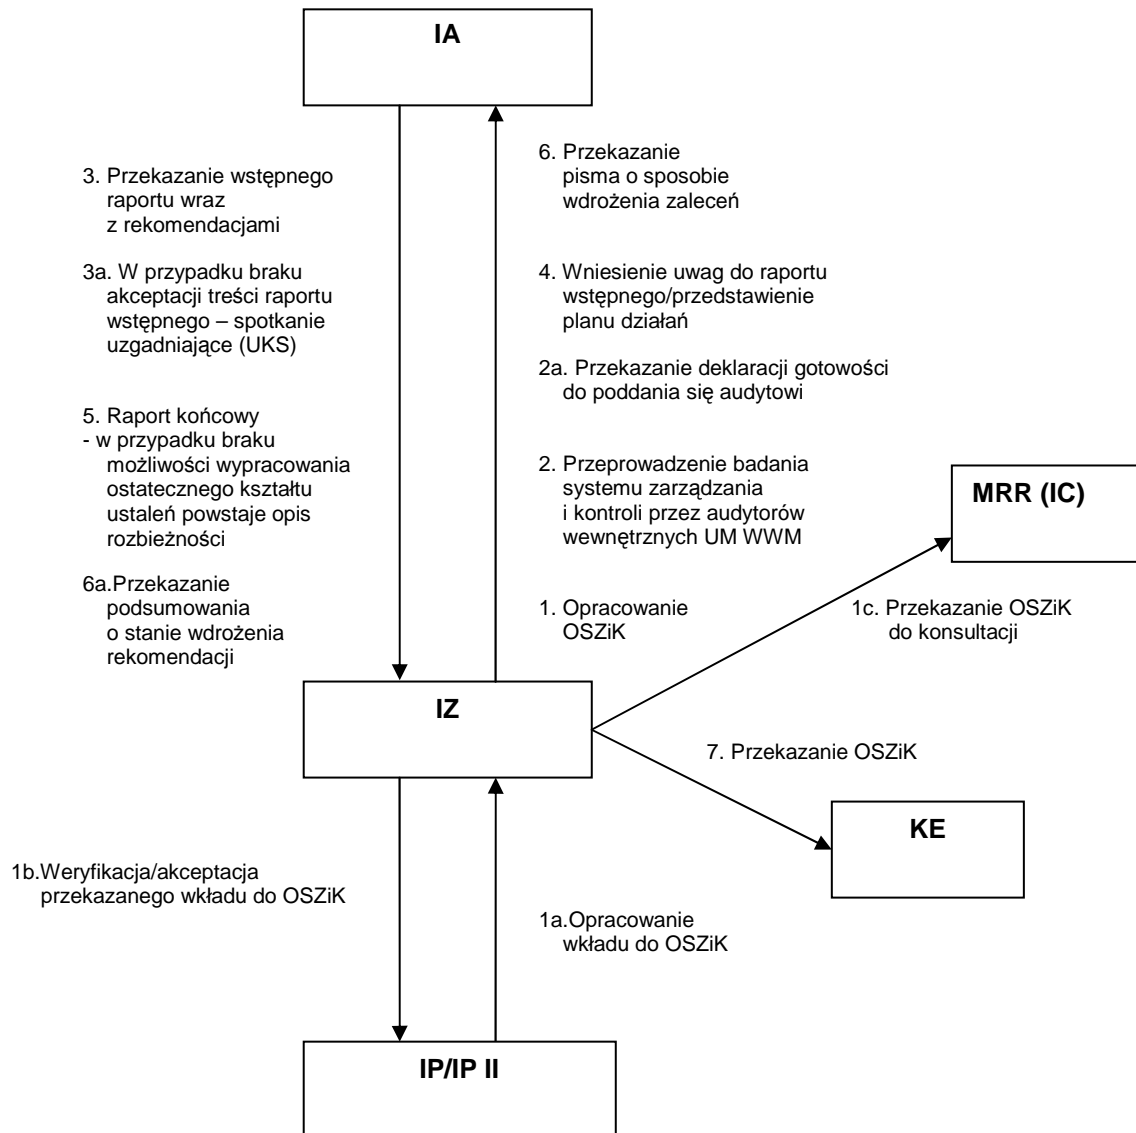 IA
3. Przekazanie wstępnego
raportu wraz
z rekomendacjami
3a. W przypadku braku
akceptacji treści raportu
wstępnego – spotkanie
uzgadniające (UKS)
5. Raport końcowy
- w przypadku braku
możliwości wypracowania
ostatecznego kształtu
ustaleń powstaje opis
rozbieżności
6a.Przekazanie
podsumowania
o stanie wdrożenia
rekomendacji
6. Przekazanie
pisma o sposobie
wdrożenia zaleceń
4. Wniesienie uwag do raportu
wstępnego/przedstawienie
planu działań
2a. Przekazanie deklaracji gotowości
do poddania się audytowi
2. Przeprowadzenie badania
systemu zarządzania
i kontroli przez audytorów
wewnętrznych UM WWM
1. Opracowanie
OSZiK
MRR (IC)
1c. Przekazanie OSZiK
do konsultacji
IZ
7. Przekazanie OSZiK
KE
1b.Weryfikacja/akceptacja
przekazanego wkładu do OSZiK
1a.Opracowanie
wkładu do OSZiK
IP/IP II